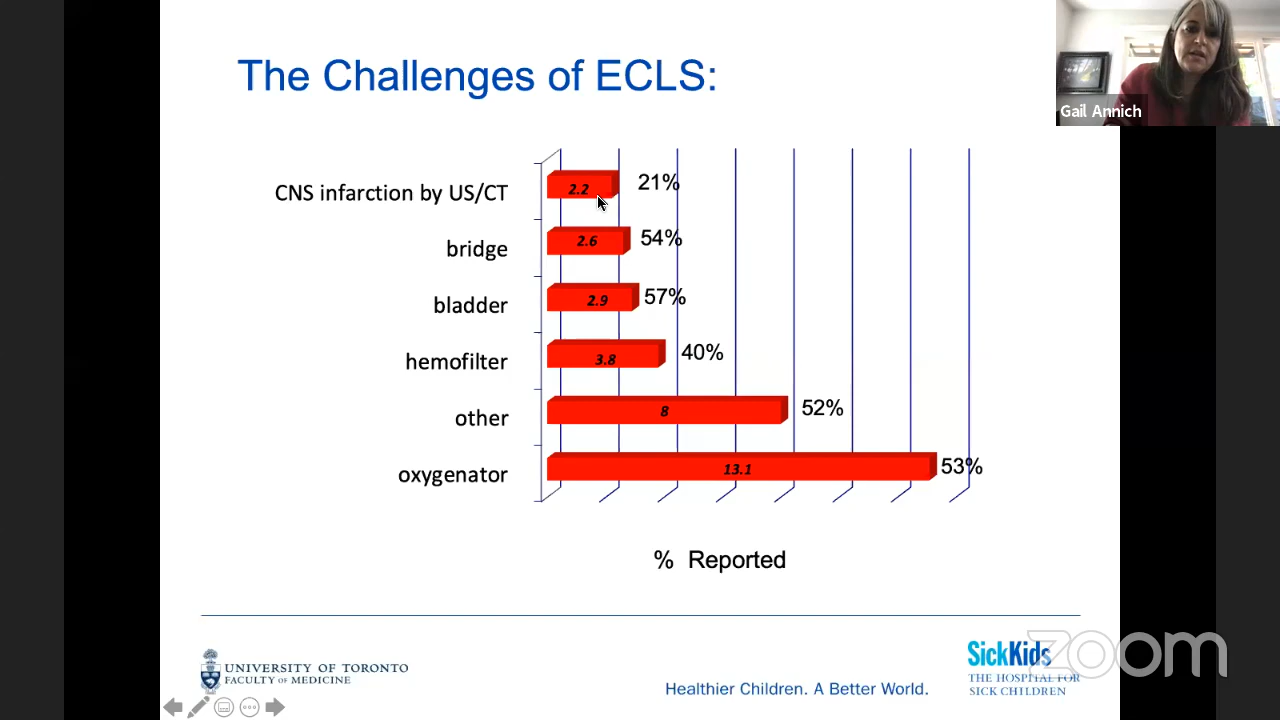 The Challenges of ECLS:
Gail Annich
CNS infarction by US/CT
2.2
21%
bridge
2.6
54%
bladder
2.9
57%
hemofilter
3.8
40%
other
8
52%
oxygenator
13.1
53%
% Reported
UNIVERSITY OF TORONTO
FACULTY OF MEDICINE
Healthier Children. A Better World.
SickKids
THE HOSPITAL FOR
SICK CHILDREN
zoom